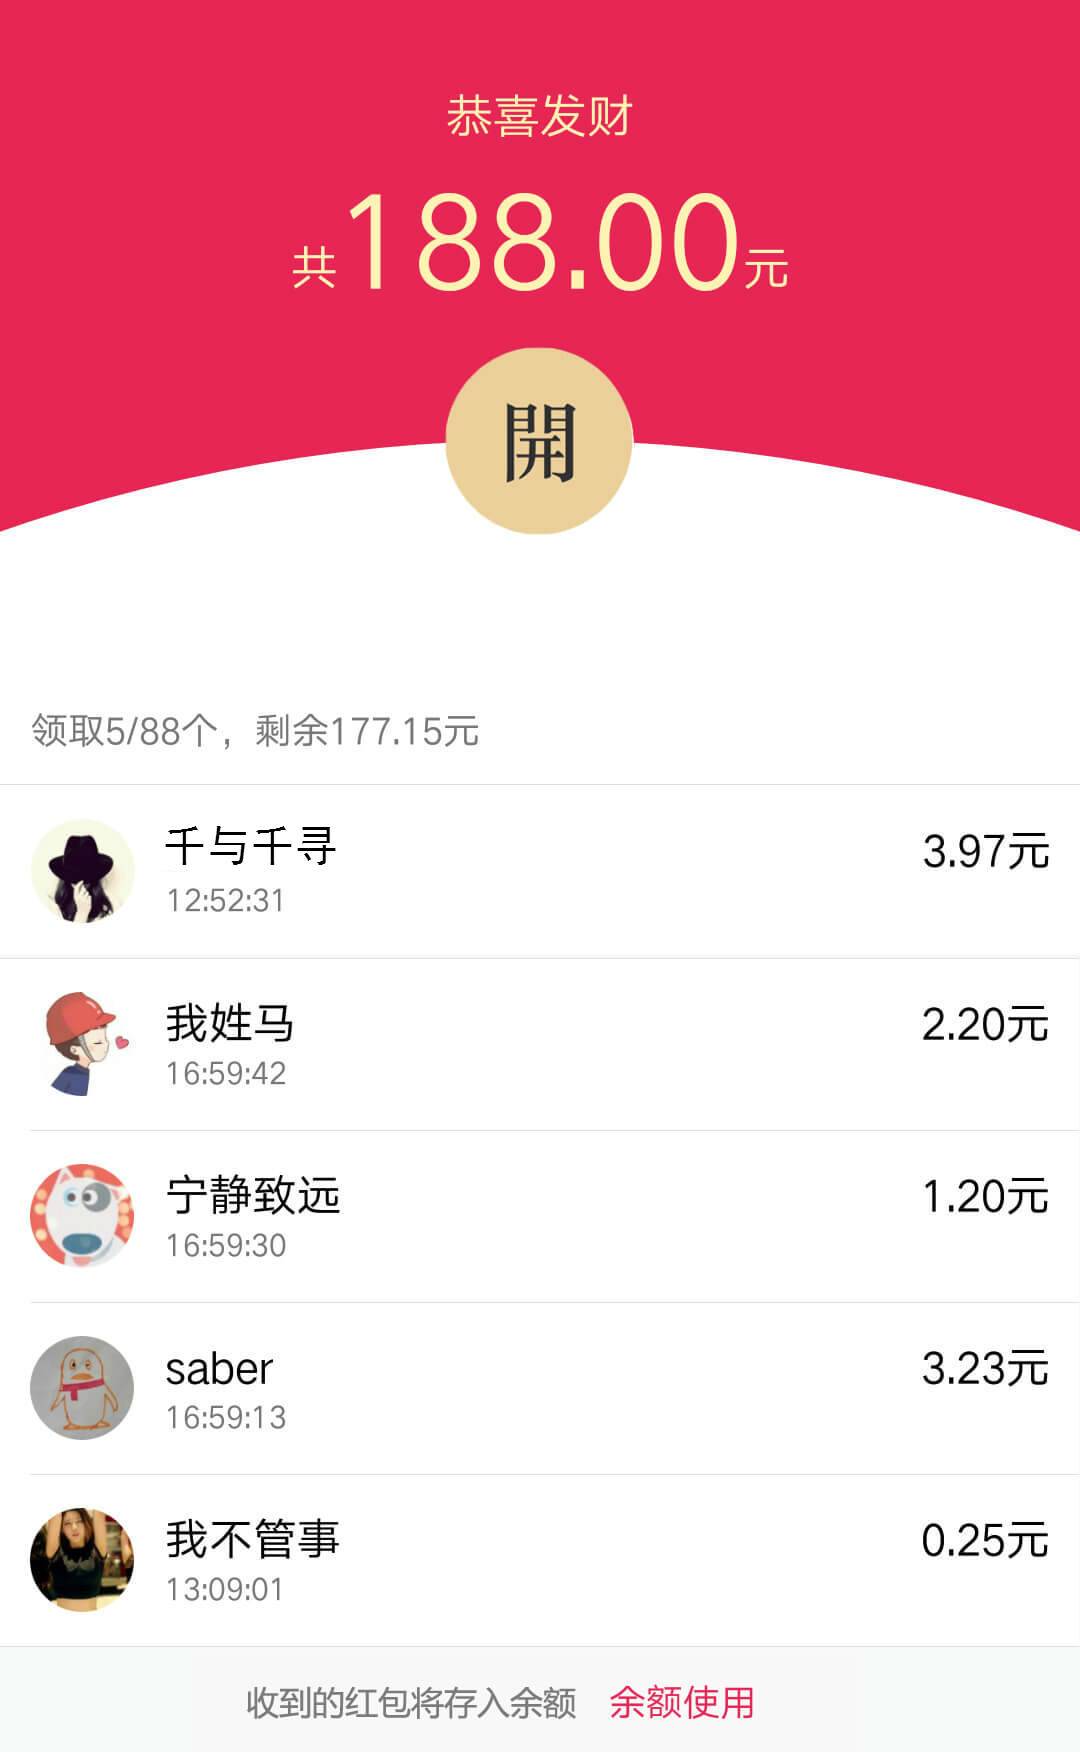 恭喜发财
共188.00元
開
领取5/88个，剩余177.15元
千与千寻 3.97元
12:52:31
我姓马 2.20元
16:59:42
宁静致远 1.20元
16:59:30
saber 3.23元
16:59:13
我不管事 0.25元
13:09:01
收到的红包将存入余额 余额使用